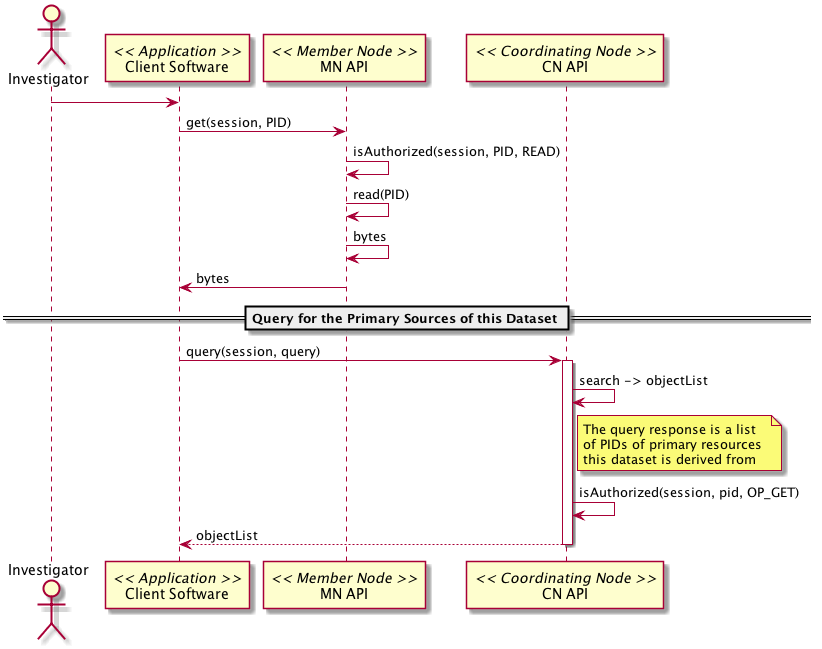 Investigator
<< Application >>
Client Software
<< Member Node >>
MN API
<< Coordinating Node >>
CN API
get(session, PID)
isAuthorized(session, PID, READ)
read(PID)
bytes
bytes
Query for the Primary Sources of this Dataset
query(session, query)
search -> objectList
The query response is a list
of PIDs of primary resources
this dataset is derived from
isAuthorized(session, pid, OP_GET)
objectList
Investigator
<< Application >>
Client Software
<< Member Node >>
MN API
<< Coordinating Node >>
CN API